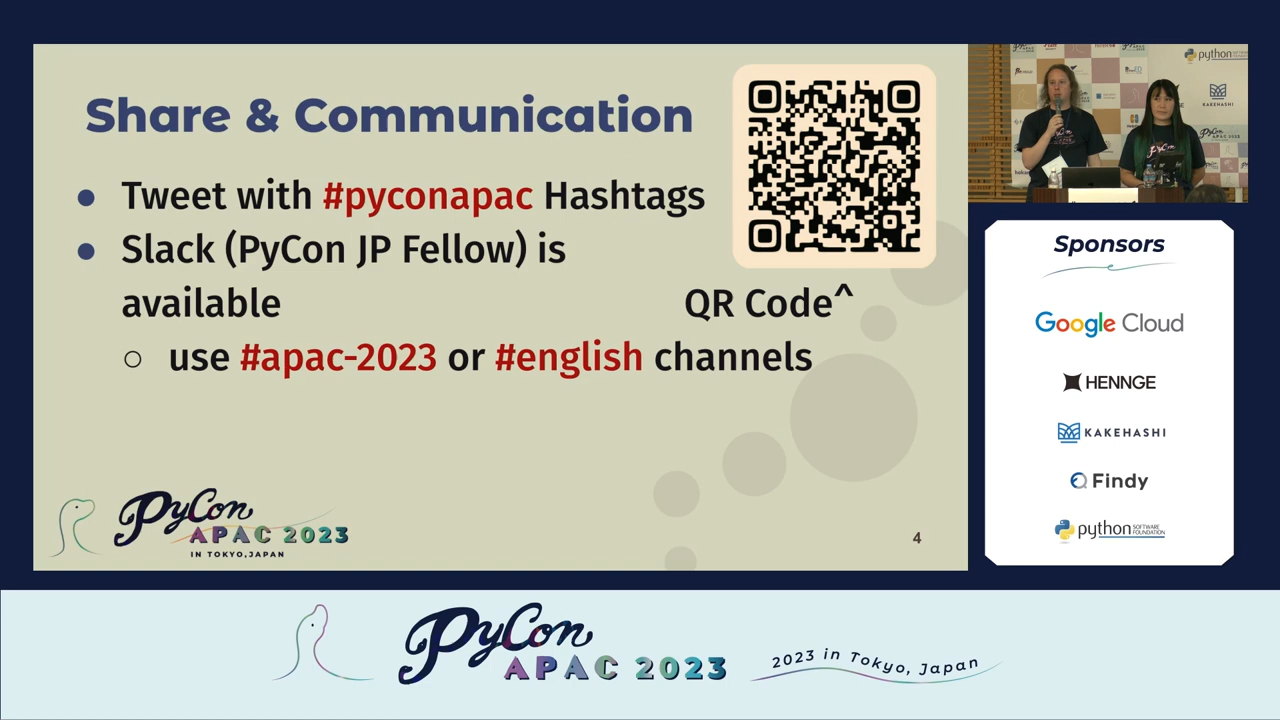 Share & Communication
● Tweet with #pyconapac Hashtags
● Slack (PyCon JP Fellow) is
available
QR Code^
○ use #apac-2023 or #english channels
PyCon
APAC 2023
IN TOKYO,JAPAN
4
python
KAKEHASHI
Sponsors
Google Cloud
HENNGE
KAKEHASHI
Findy
python SOFTWARE
FOUNDATION
PyCon
APAC 2023
2023 in Tokyo, Japan